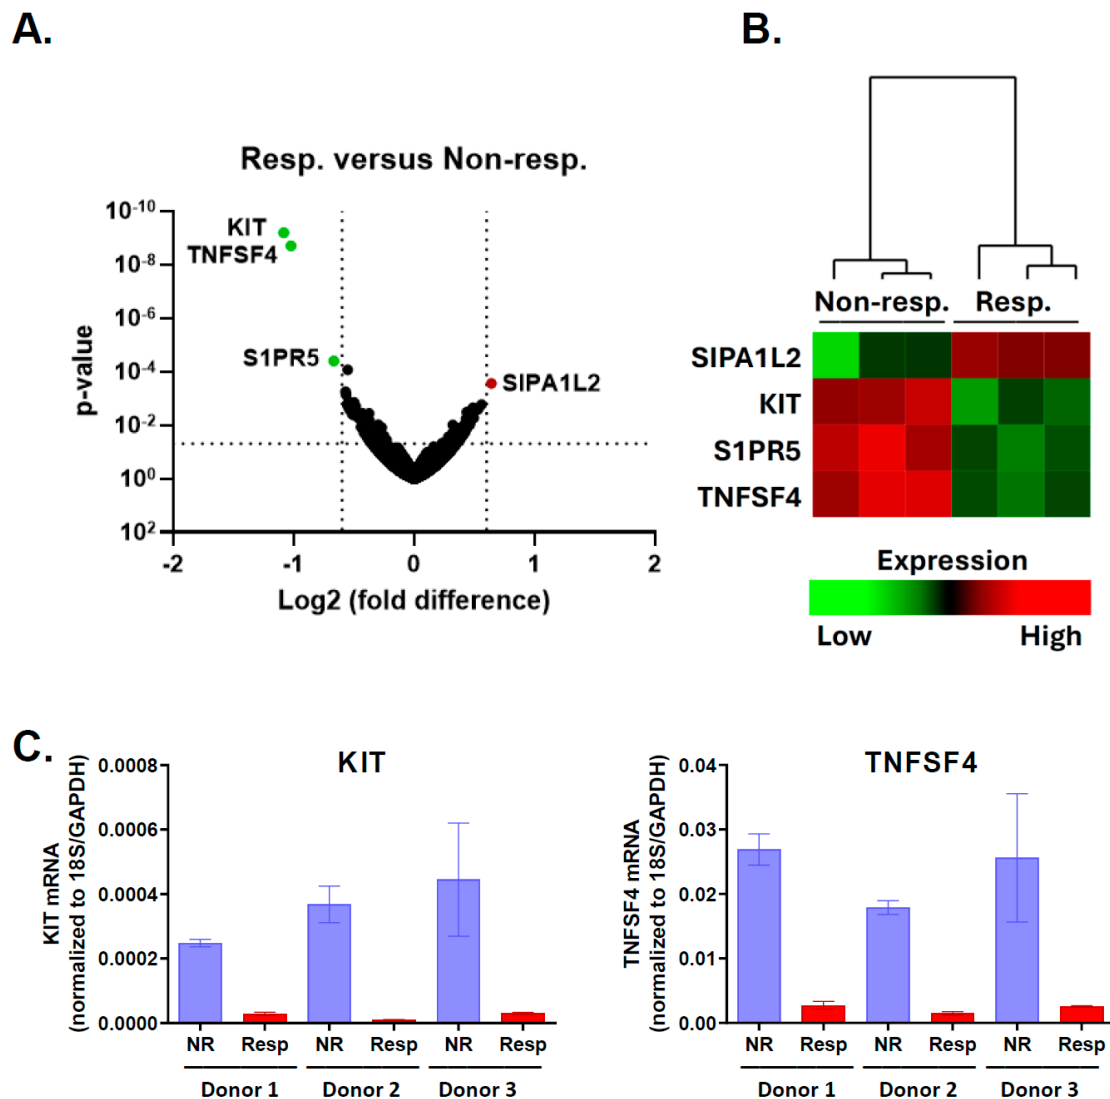 A.
Resp. versus Non-resp.
10-10
10-8
10-6
10-4
10-2
100
102
p-value
KIT
TNFSF4
S1PR5
SIPA1L2
-2 -1 0 1 2
Log2 (fold difference)
B.
Non-resp. Resp.
SIPA1L2
KIT
S1PR5
TNFSF4
Expression
Low High
C.
KIT
KIT mRNA
(normalized to 18S/GAPDH)
0.0008
0.0006
0.0004
0.0002
0.0000
NR Resp NR Resp NR Resp
Donor 1 Donor 2 Donor 3
TNFSF4
TNFSF4 mRNA
(normalized to 18S/GAPDH)
0.04
0.03
0.02
0.01
0.00
NR Resp NR Resp NR Resp
Donor 1 Donor 2 Donor 3